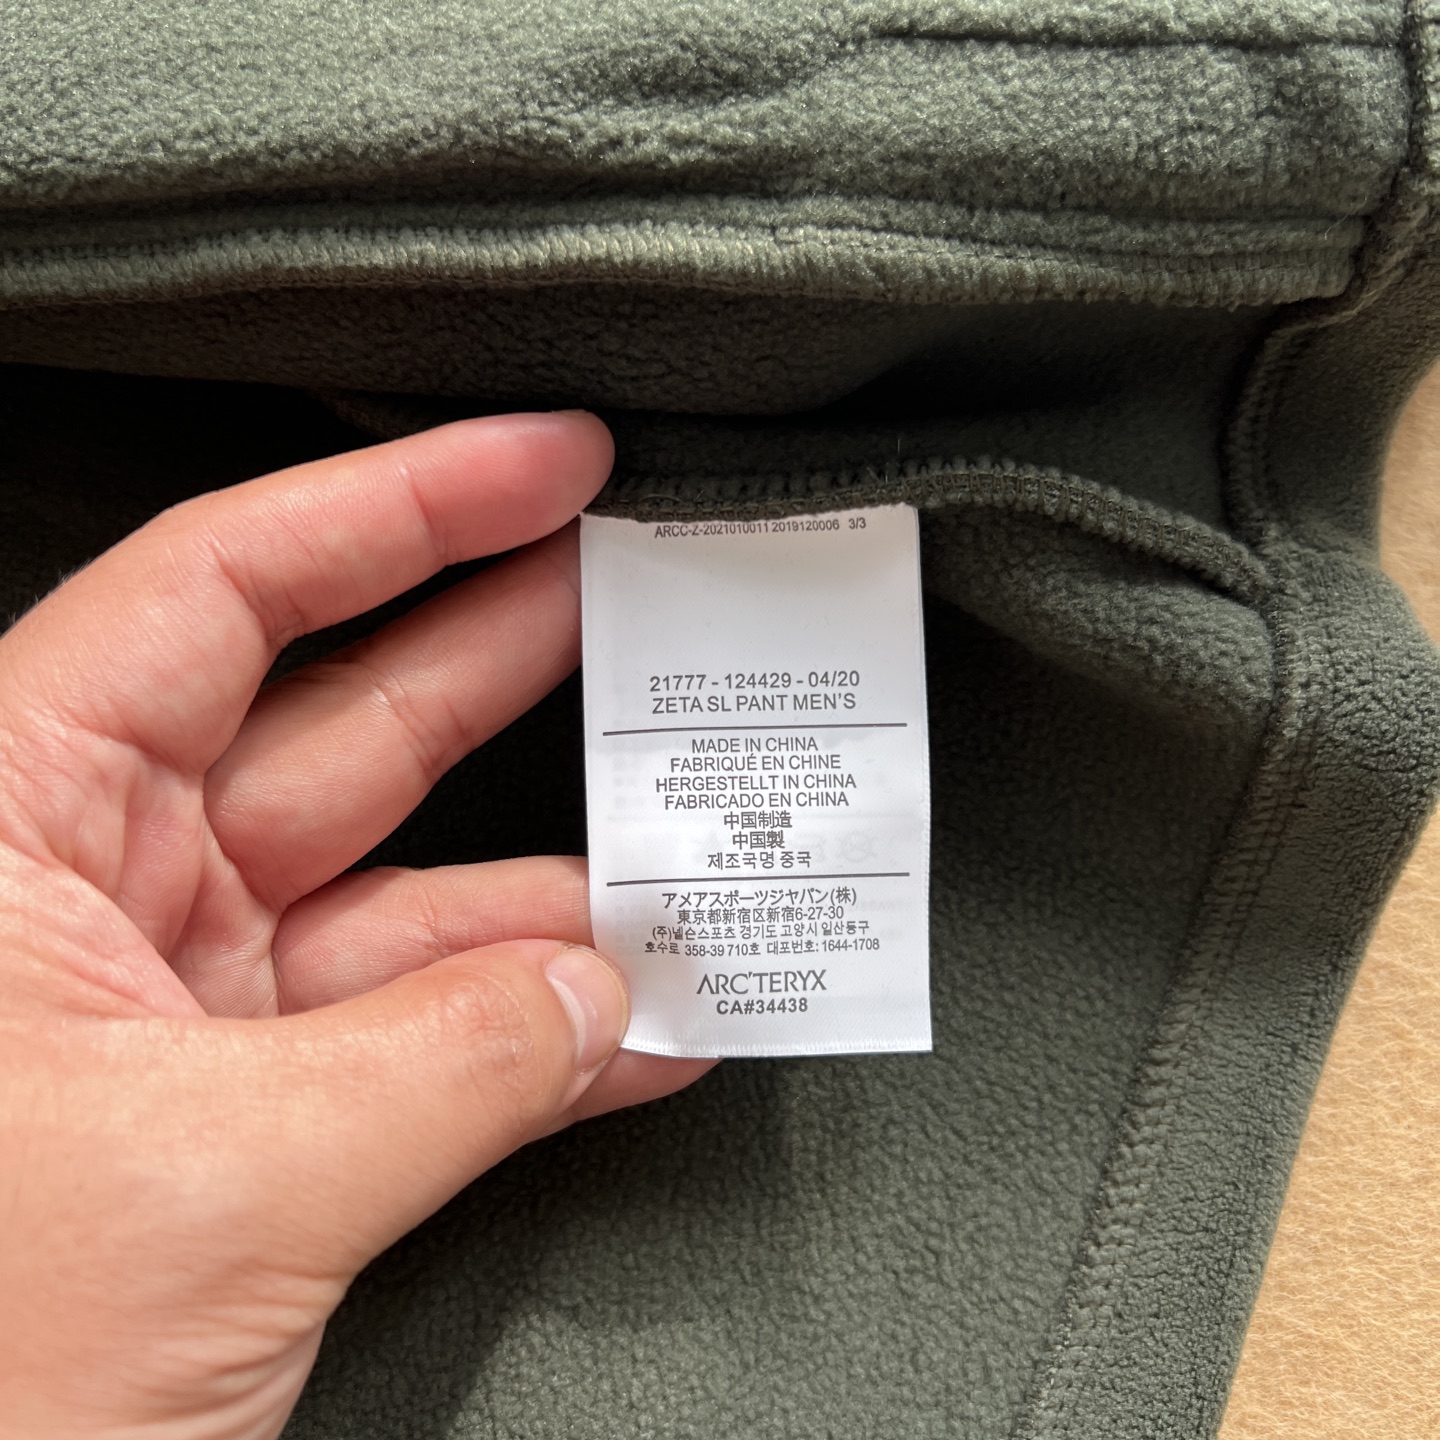 ARCC-Z-2021010011 2019120006 3/3
21777 - 124429 - 04/20
ZETA SL PANT MEN'S
MADE IN CHINA
FABRIQUÉ EN CHINE
HERGESTELLT IN CHINA
FABRICADO EN CHINA
中国制造
中国製
제조국명 중국
アメアスポーツジャパン(株)
東京都新宿区新宿6-27-30
(주)넬슨스포츠 경기도 고양시 일산동구
호수로 358-39 710호 대표번호: 1644-1708
ARC'TERYX
CA#34438